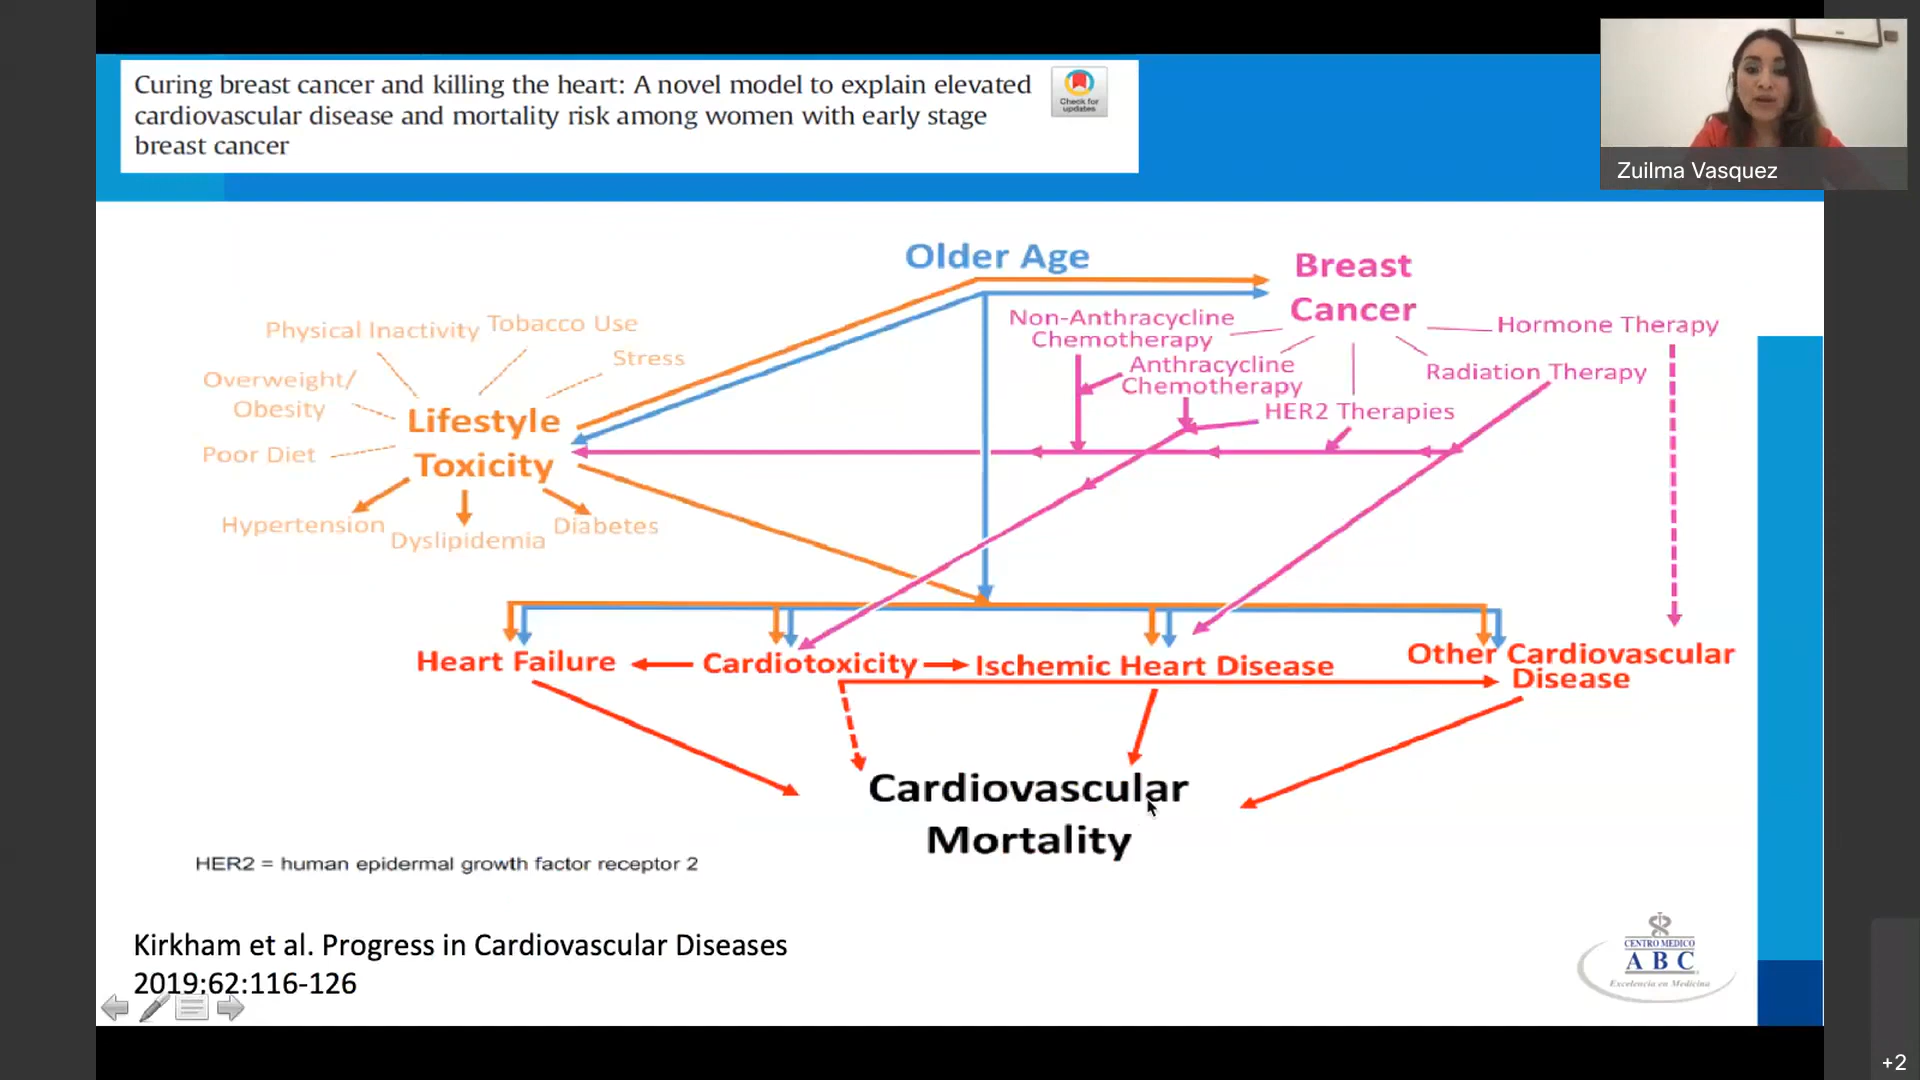 Curing breast cancer and killing the heart: A novel model to explain elevated
cardiovascular disease and mortality risk among women with early stage
breast cancer
Check for
updates
Zuilma Vasquez
Older Age
Breast
Cancer
Non-Anthracycline
Chemotherapy
Anthracycline
Chemotherapy
HER2 Therapies
Radiation Therapy
Hormone Therapy
Physical Inactivity
Tobacco Use
Stress
Overweight/
Obesity
Poor Diet
Lifestyle
Toxicity
Hypertension
Dyslipidemia
Diabetes
Heart Failure
Cardiotoxicity
Ischemic Heart Disease
Other Cardiovascular
Disease
Cardiovascular
Mortality
HER2 = human epidermal growth factor receptor 2
Kirkham et al. Progress in Cardiovascular Diseases
2019;62:116-126
CENTRO MEDICO
ABC
Excelencia en Medicina
+2